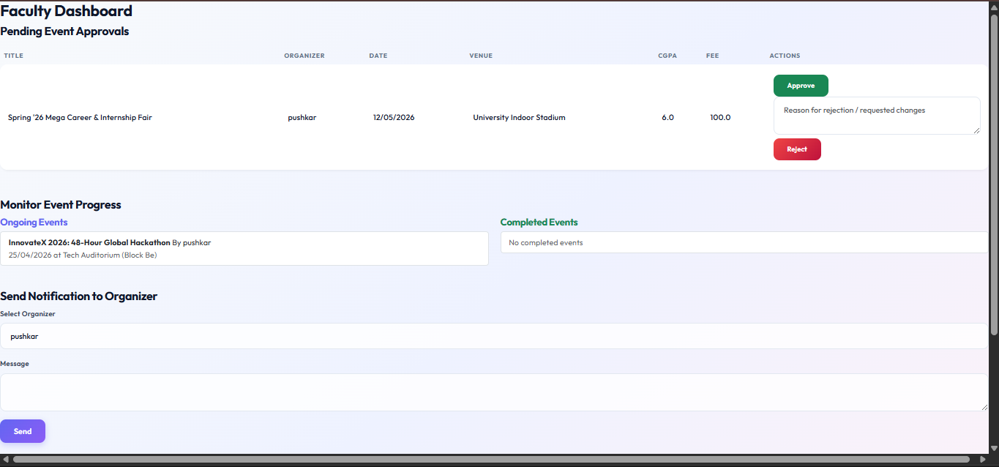 Faculty Dashboard
Pending Event Approvals
TITLE ORGANIZER DATE VENUE CGPA FEE ACTIONS
Approve
Spring '26 Mega Career & Internship Fair pushkar 12/05/2026 University Indoor Stadium 6.0 100.0
Reason for rejection / requested changes
Reject
Monitor Event Progress
Ongoing Events
InnovateX 2026: 48-Hour Global Hackathon By pushkar
25/04/2026 at Tech Auditorium (Block Be)
Completed Events
No completed events
Send Notification to Organizer
Select Organizer
pushkar
Message
Send